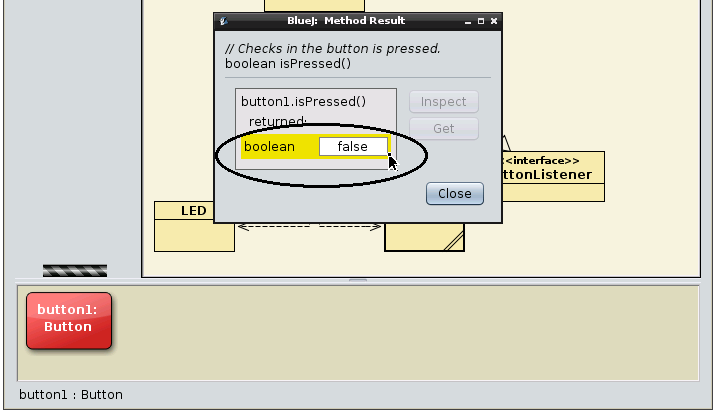 BlueJ: Method Result
// Checks in the button is pressed.
boolean isPressed()
button1.isPressed()
returned:
boolean false
Inspect
Get
Close
<<interface>>
ttonListener
LED
button1:
Button
button1 : Button